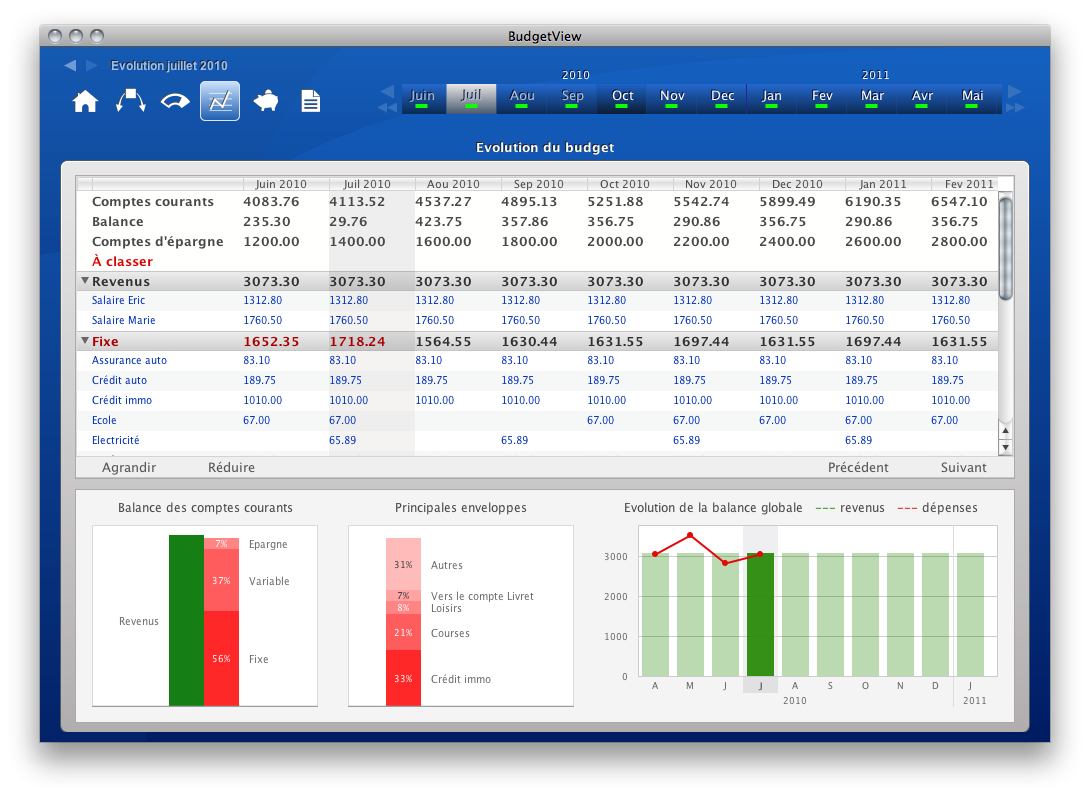 BudgetView
Evolution juillet 2010
2010 2011
Juin Juil Aou Sep Oct Nov Dec Jan Fev Mar Avr Mai
Evolution du budget
Juin 2010 Juil 2010 Aou 2010 Sep 2010 Oct 2010 Nov 2010 Dec 2010 Jan 2011 Fev 2011
Comptes courants 4083.76 4113.52 4537.27 4895.13 5251.88 5542.74 5899.49 6190.35 6547.10
Balance 235.30 29.76 423.75 357.86 356.75 290.86 356.75 290.86 356.75
Comptes d'épargne 1200.00 1400.00 1600.00 1800.00 2000.00 2200.00 2400.00 2600.00 2800.00
À classer
Revenus 3073.30 3073.30 3073.30 3073.30 3073.30 3073.30 3073.30 3073.30 3073.30
Salaire Eric 1312.80 1312.80 1312.80 1312.80 1312.80 1312.80 1312.80 1312.80 1312.80
Salaire Marie 1760.50 1760.50 1760.50 1760.50 1760.50 1760.50 1760.50 1760.50 1760.50
Fixe 1652.35 1718.24 1564.55 1630.44 1631.55 1697.44 1631.55 1697.44 1631.55
Assurance auto 83.10 83.10 83.10 83.10 83.10 83.10 83.10 83.10 83.10
Crédit auto 189.75 189.75 189.75 189.75 189.75 189.75 189.75 189.75 189.75
Crédit immo 1010.00 1010.00 1010.00 1010.00 1010.00 1010.00 1010.00 1010.00 1010.00
Ecole 67.00 67.00 67.00 67.00 67.00 67.00 67.00
Electricité 65.89 65.89 65.89 65.89
Agrandir Réduire Précédent Suivant
Balance des comptes courants
7% Epargne
37% Variable
Revenus
56% Fixe
Principales enveloppes
31% Autres
7% Vers le compte Livret
8% Loisirs
21% Courses
33% Crédit immo
Evolution de la balance globale --- revenus --- dépenses
3000
2000
1000
0
A M J J A S O N D J
2010 2011